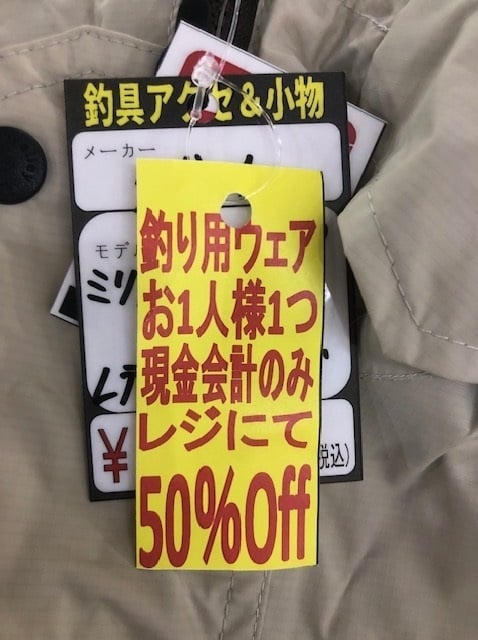 釣具アクセ＆小物
メーカー
釣り用ウェア
お1人様1つ
現金会計のみ
レジにて
50%Off
モデル
ミリ
レデ
¥
税込)